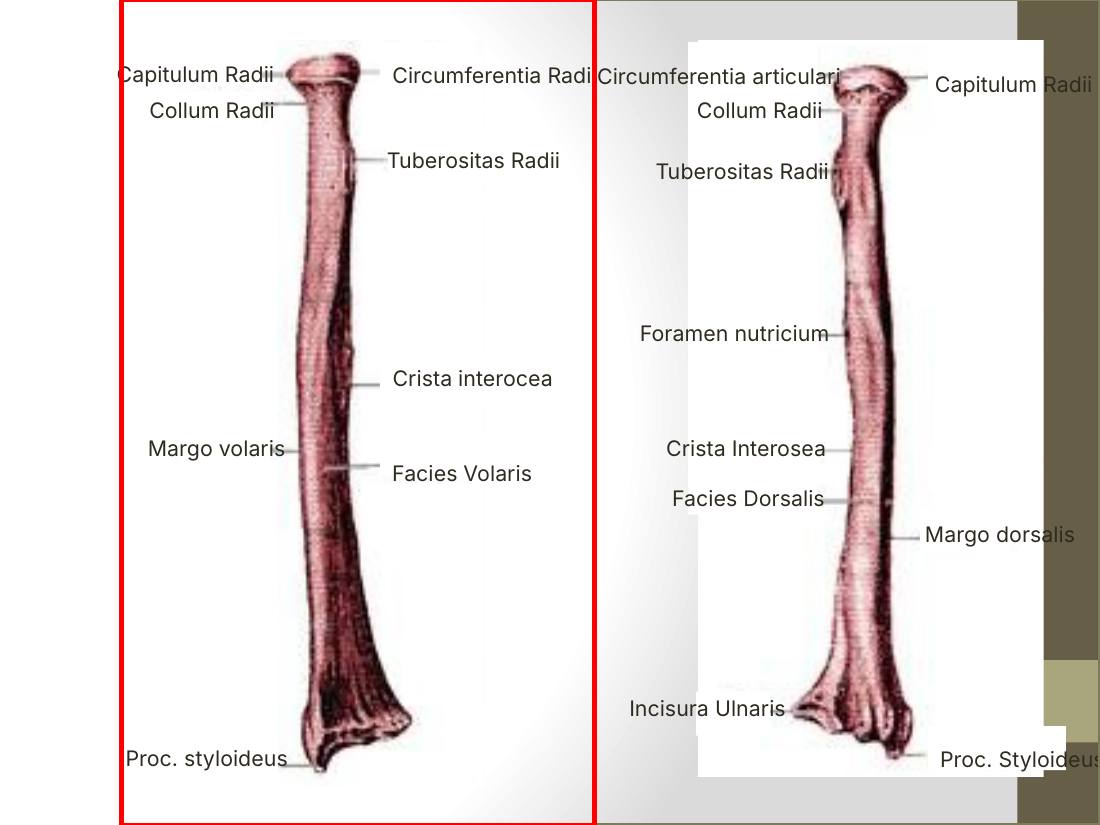 Capitulum Radii
Circumferentia Radi
Collum Radii
Tuberositas Radii
Crista interocea
Margo volaris
Facies Volaris
Proc. styloideus
Circumferentia articulari
Capitulum Radii
Collum Radii
Tuberositas Radii
Foramen nutricium
Crista Interosea
Facies Dorsalis
Margo dorsalis
Incisura Ulnaris
Proc. Styloideus